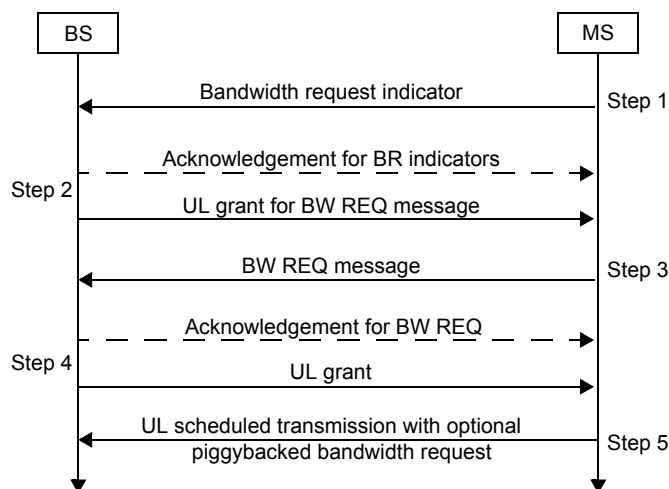 BS
MS
Bandwidth request indicator
Step 1
Acknowledgement for BR indicators
Step 2
UL grant for BW REQ message
BW REQ message
Step 3
Acknowledgement for BW REQ
Step 4
UL grant
UL scheduled transmission with optional
piggybacked bandwidth request
Step 5